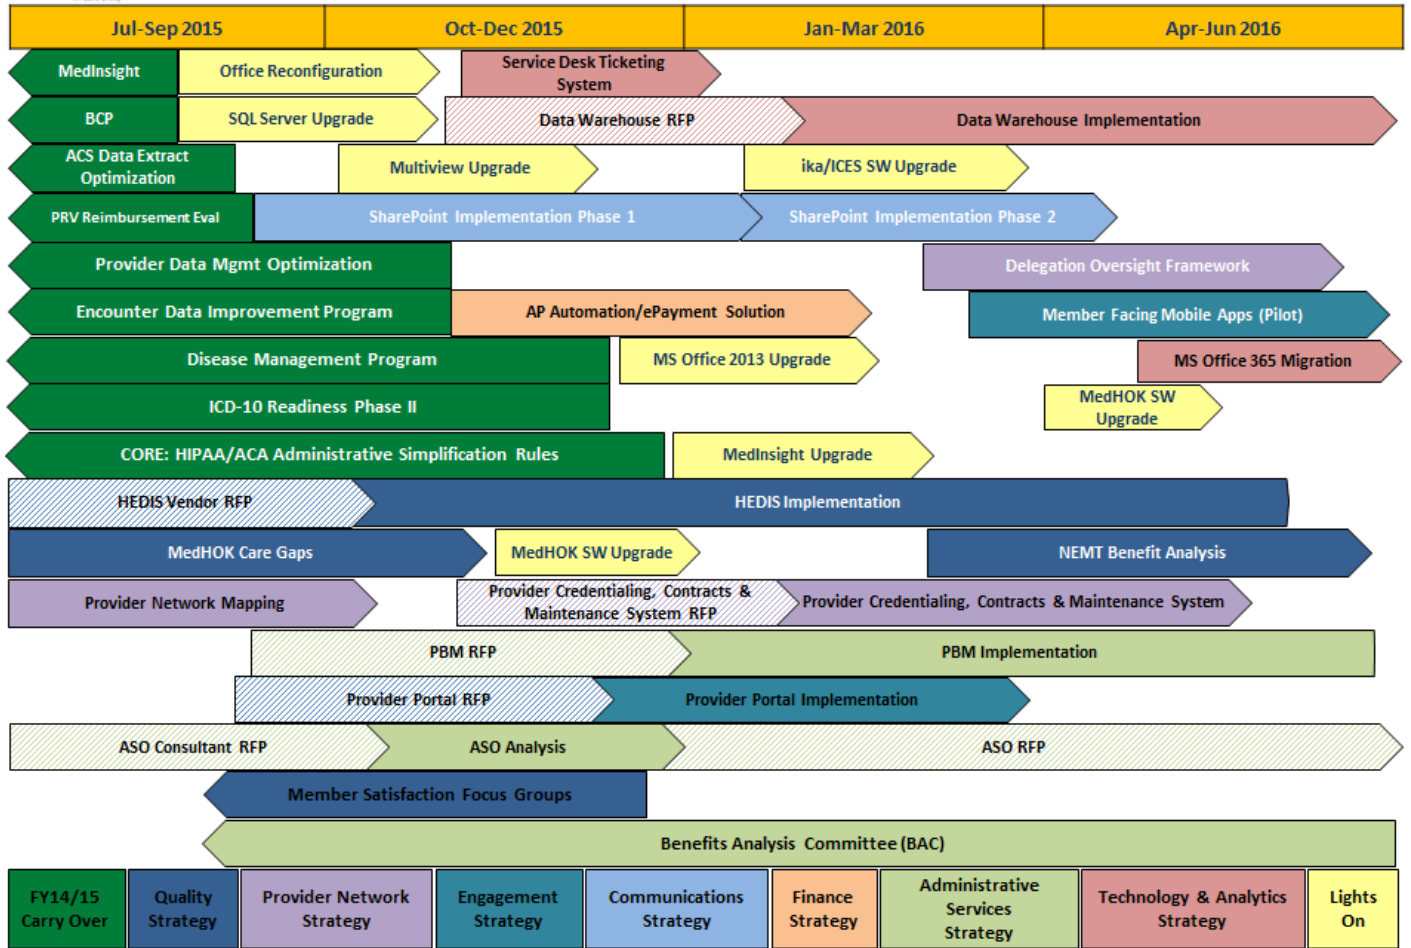 Jul-Sep 2015
Oct-Dec 2015
Jan-Mar 2016
Apr-Jun 2016
MedInsight
Office Reconfiguration
Service Desk Ticketing
System
BCP
SQL Server Upgrade
Data Warehouse RFP
Data Warehouse Implementation
ACS Data Extract
Optimization
Multiview Upgrade
ika/ICES SW Upgrade
PRV Reimbursement Eval
SharePoint Implementation Phase 1
SharePoint Implementation Phase 2
Provider Data Mgmt Optimization
Delegation Oversight Framework
Encounter Data Improvement Program
AP Automation/ePayment Solution
Member Facing Mobile Apps (Pilot)
Disease Management Program
MS Office 2013 Upgrade
MS Office 365 Migration
ICD-10 Readiness Phase II
MedHOK SW
Upgrade
CORE: HIPAA/ACA Administrative Simplification Rules
MedInsight Upgrade
HEDIS Vendor RFP
HEDIS Implementation
MedHOK Care Gaps
MedHOK SW Upgrade
NEMT Benefit Analysis
Provider Network Mapping
Provider Credentialing, Contracts &
Maintenance System RFP
Provider Credentialing, Contracts & Maintenance System
PBM RFP
PBM Implementation
Provider Portal RFP
Provider Portal Implementation
ASO Consultant RFP
ASO Analysis
ASO RFP
Member Satisfaction Focus Groups
Benefits Analysis Committee (BAC)
FY14/15
Carry Over
Quality
Strategy
Provider Network
Strategy
Engagement
Strategy
Communications
Strategy
Finance
Strategy
Administrative
Services
Strategy
Technology & Analytics
Strategy
Lights
On